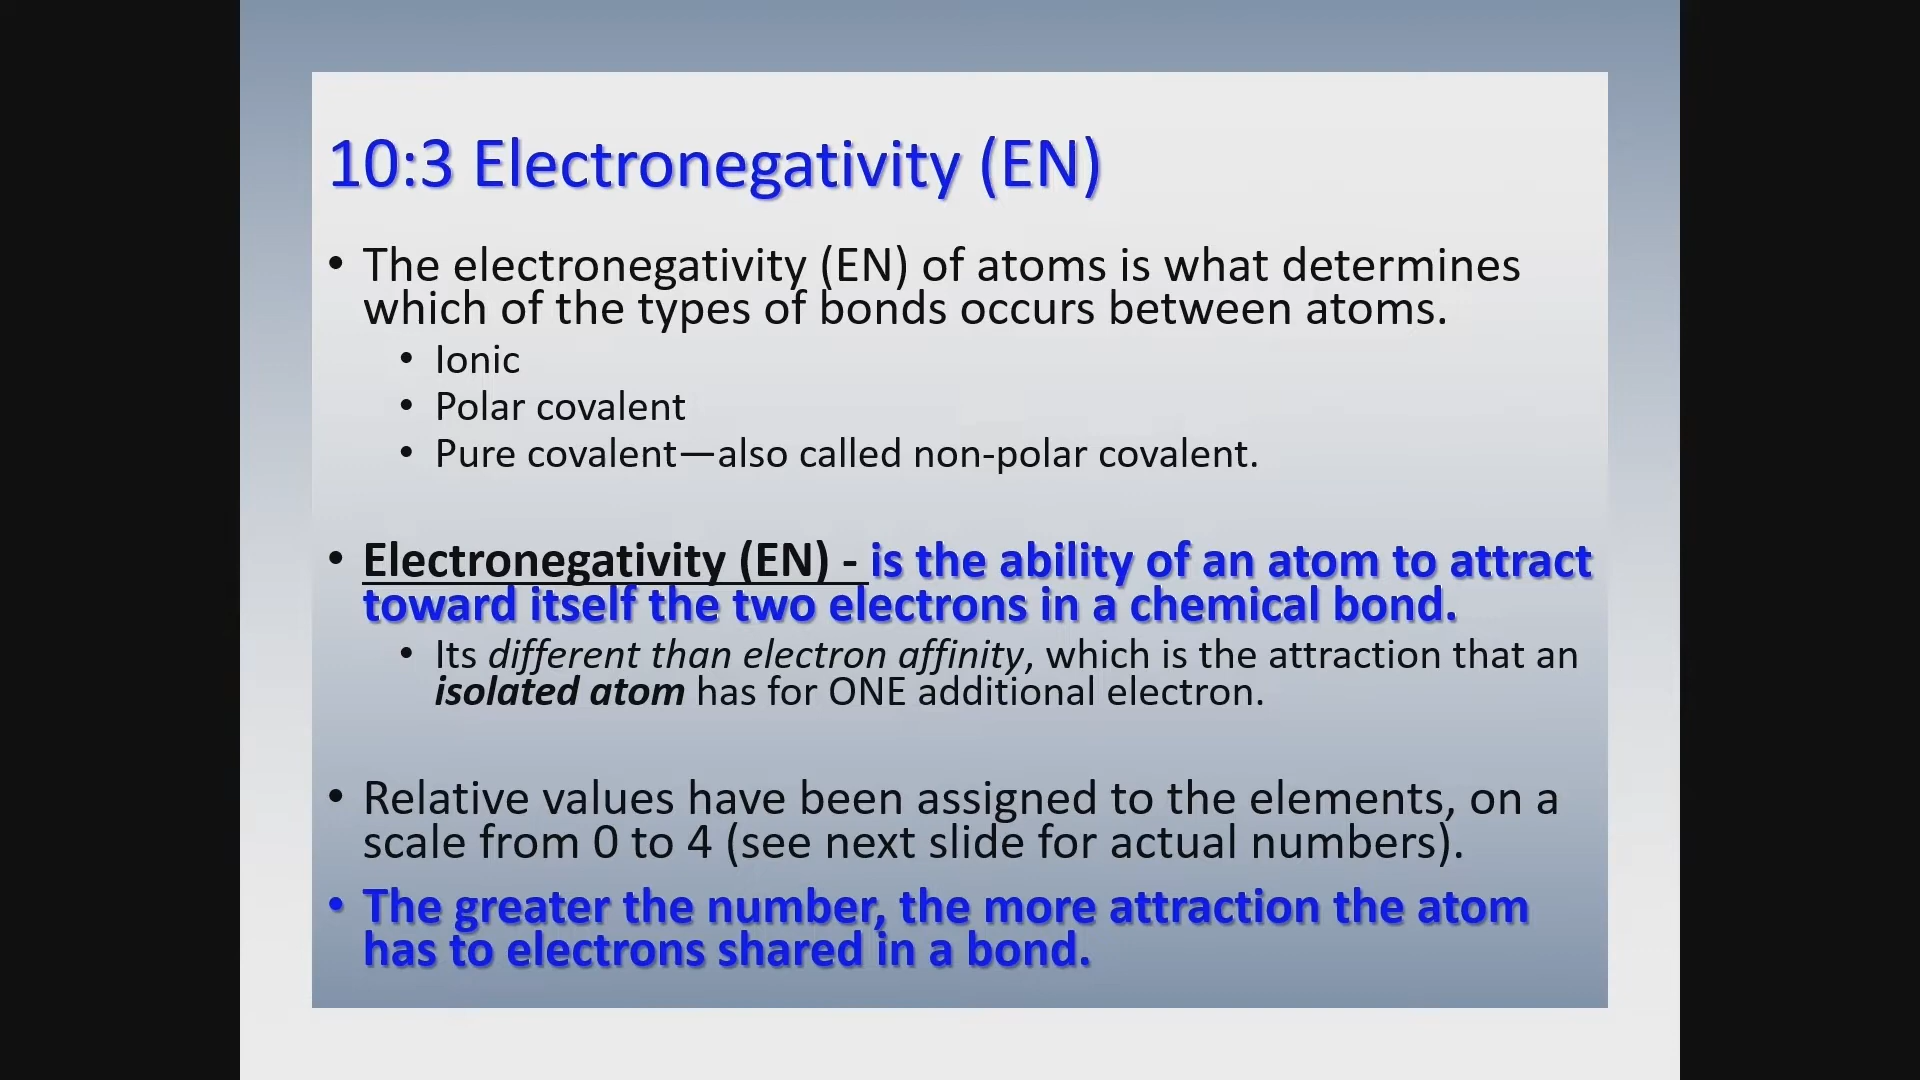 10:3 Electronegativity (EN)
• The electronegativity (EN) of atoms is what determines
which of the types of bonds occurs between atoms.
• Ionic
• Polar covalent
• Pure covalent—also called non-polar covalent.
• Electronegativity (EN) - is the ability of an atom to attract
toward itself the two electrons in a chemical bond.
• Its different than electron affinity, which is the attraction that an
isolated atom has for ONE additional electron.
• Relative values have been assigned to the elements, on a
scale from 0 to 4 (see next slide for actual numbers).
• The greater the number, the more attraction the atom
has to electrons shared in a bond.